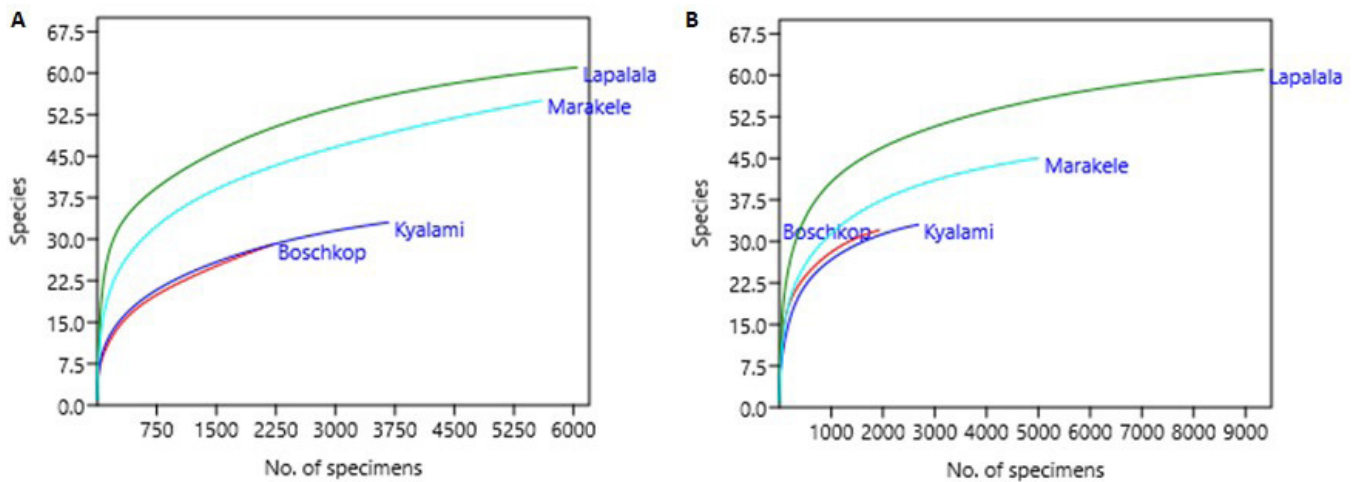 A
67.5
60.0
52.5
45.0
37.5
30.0
22.5
15.0
7.5
0.0
Species
Lapalala
Marakele
Kyalami
Boschkop
750 1500 2250 3000 3750 4500 5250 6000
No. of specimens
B
67.5
60.0
52.5
45.0
37.5
30.0
22.5
15.0
7.5
0.0
Species
Lapalala
Marakele
Boschkop
Kyalami
1000 2000 3000 4000 5000 6000 7000 8000 9000
No. of specimens